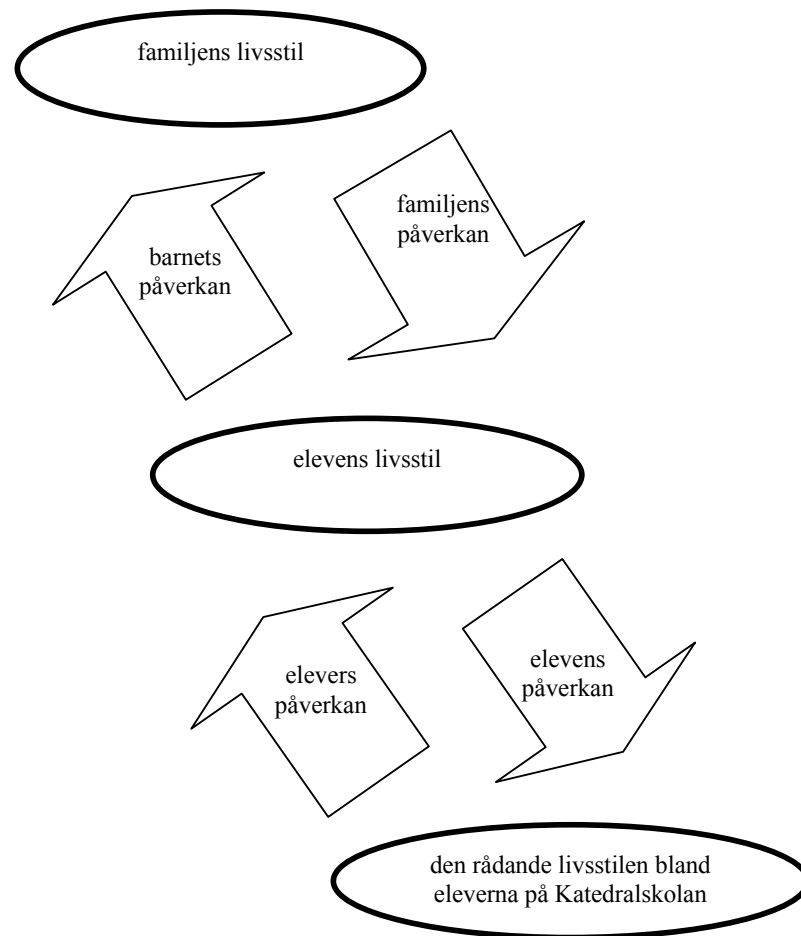 familjens livsstil
familjens
påverkan
barnets
påverkan
elevens livsstil
elevers
påverkan
elevens
påverkan
den rådande livsstilen bland
eleverna på Katedralskolan